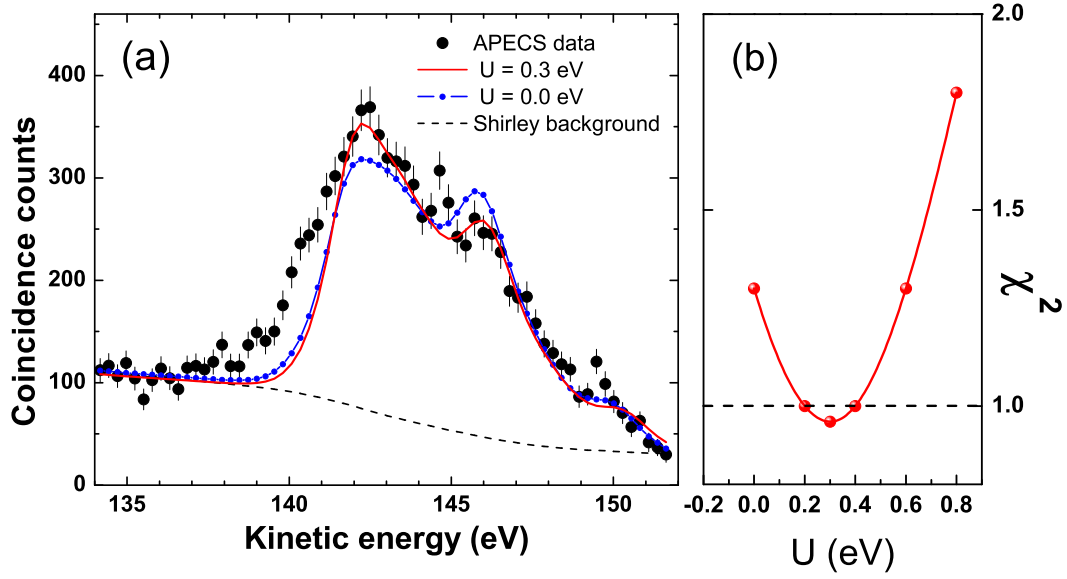 (a)
APECS data
U = 0.3 eV
U = 0.0 eV
Shirley background
Coincidence counts
400
300
200
100
0
135
140
145
150
Kinetic energy (eV)
(b)
2.0
1.5
1.0
χ²
-0.2
0.0
0.2
0.4
0.6
0.8
U (eV)